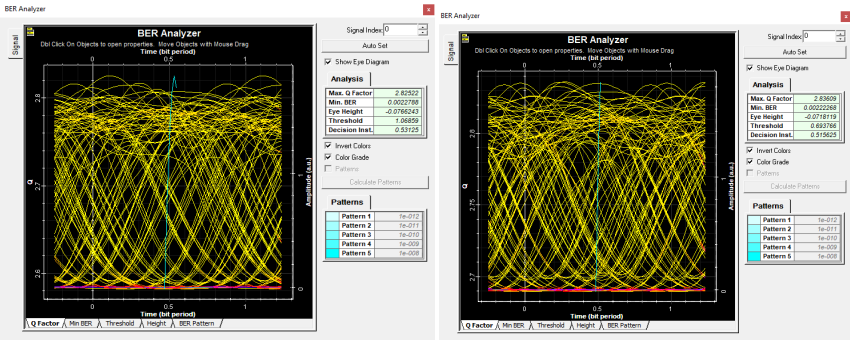 BER Analyzer
x
Signal
BER Analyzer
Dbl Click On Objects to open properties. Move Objects with Mouse Drag
Time (bit period)
0 0.5 1
2.8
2.7
2.6
Q
1
0
Amplitude (a.u.)
0 0.5 1
Time (bit period)
Q Factor Min BER Threshold Height BER Pattern
Signal Index: 0
Auto Set
Show Eye Diagram
Analysis
Max. Q Factor 2.82522
Min. BER 0.0022788
Eye Height -0.0766243
Threshold 1.06859
Decision Inst. 0.53125
Invert Colors
Color Grade
Patterns
Calculate Patterns
Patterns
Pattern 1 1e-012
Pattern 2 1e-011
Pattern 3 1e-010
Pattern 4 1e-009
Pattern 5 1e-008
BER Analyzer
x
Signal
BER Analyzer
Dbl Click On Objects to open properties. Move Objects with Mouse Drag
Time (bit period)
0 0.5 1
2.8
2.75
2.7
Q
1
0
Amplitude (a.u.)
0 0.5 1
Time (bit period)
Q Factor Min BER Threshold Height BER Pattern
Signal Index: 0
Auto Set
Show Eye Diagram
Analysis
Max. Q Factor 2.83609
Min. BER 0.00222268
Eye Height -0.0718119
Threshold 0.693766
Decision Inst. 0.515625
Invert Colors
Color Grade
Patterns
Calculate Patterns
Patterns
Pattern 1 1e-012
Pattern 2 1e-011
Pattern 3 1e-010
Pattern 4 1e-009
Pattern 5 1e-008